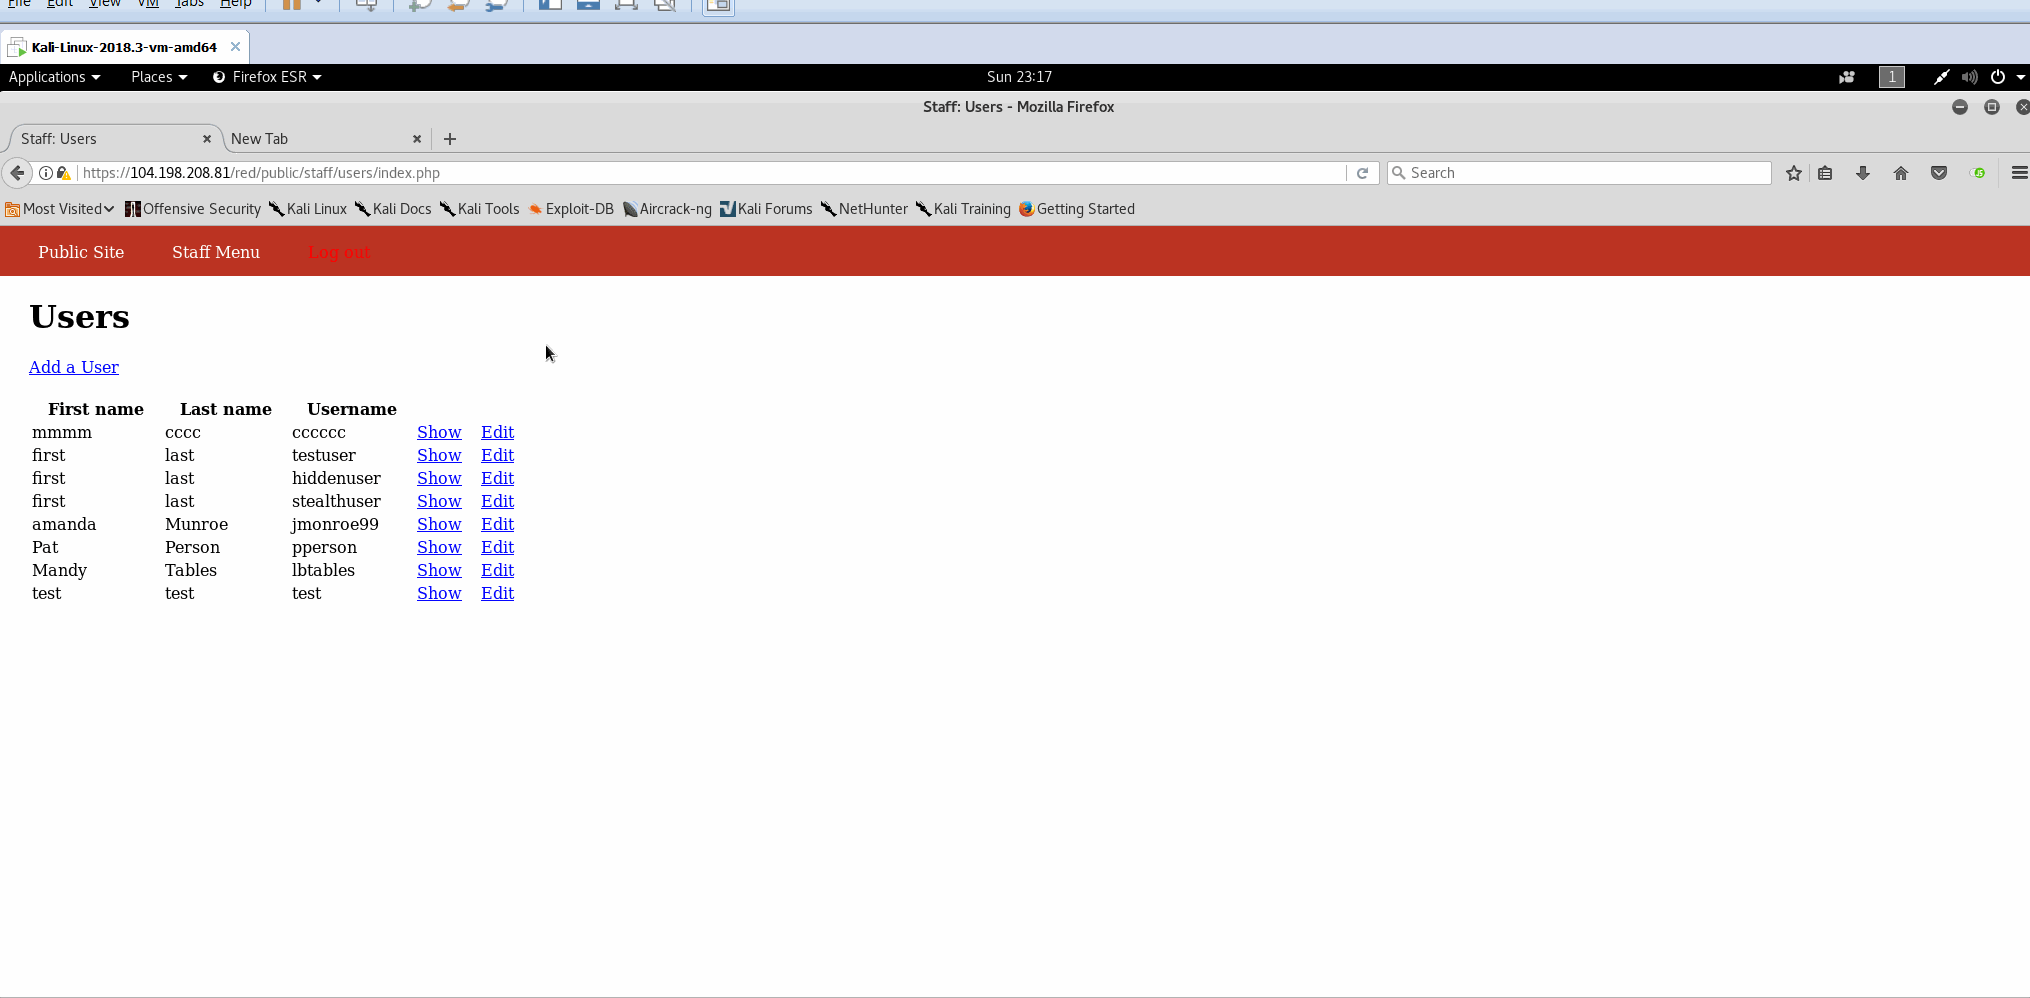 File Edit View VM Tabs Help
Kali-Linux-2018.3-vm-amd64
Applications Places Firefox ESR Sun 23:17 1
Staff: Users - Mozilla Firefox
Staff: Users New Tab
https://104.198.208.81/red/public/staff/users/index.php Search
Most Visited Offensive Security Kali Linux Kali Docs Kali Tools Exploit-DB Aircrack-ng Kali Forums NetHunter Kali Training Getting Started
Public Site Staff Menu Log out
Users
Add a User
First name Last name Username
mmmm cccc cccccc Show Edit
first last testuser Show Edit
first last hiddenuser Show Edit
first last stealthuser Show Edit
amanda Munroe jmonroe99 Show Edit
Pat Person pperson Show Edit
Mandy Tables lbtables Show Edit
test test test Show Edit